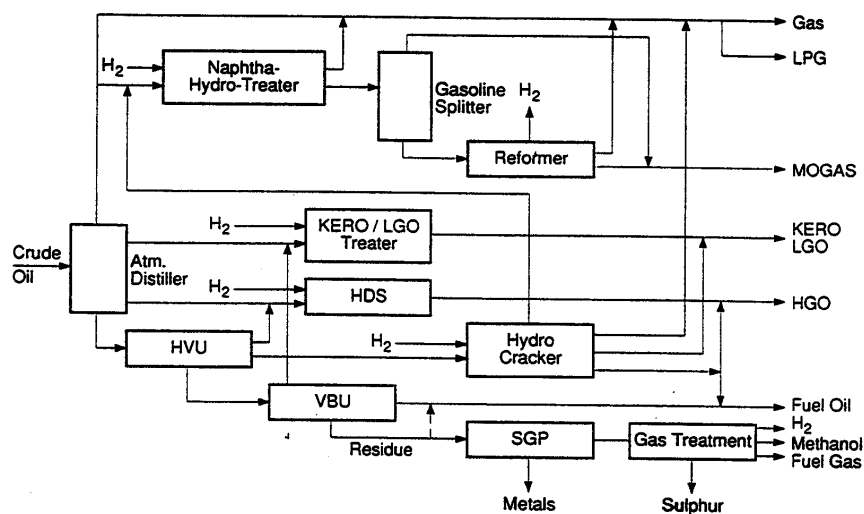 Gas
LPG
H2
Naphtha-
Hydro-Treater
Gasoline
Splitter
H2
Reformer
MOGAS
Crude
Oil
Atm.
Distiller
H2
KERO / LGO
Treater
KERO
LGO
H2
HDS
HGO
HVU
H2
Hydro
Cracker
VBU
Fuel Oil
Residue
SGP
Gas Treatment
H2
Methanol
Fuel Gas
Metals
Sulphur